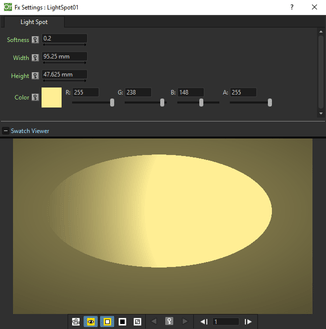 Fx Settings : LightSpot01
Light Spot
Softness 0.2
Width 95.25 mm
Height 47.625 mm
Color R: 255 G: 238 B: 148 A: 255
Swatch Viewer
1